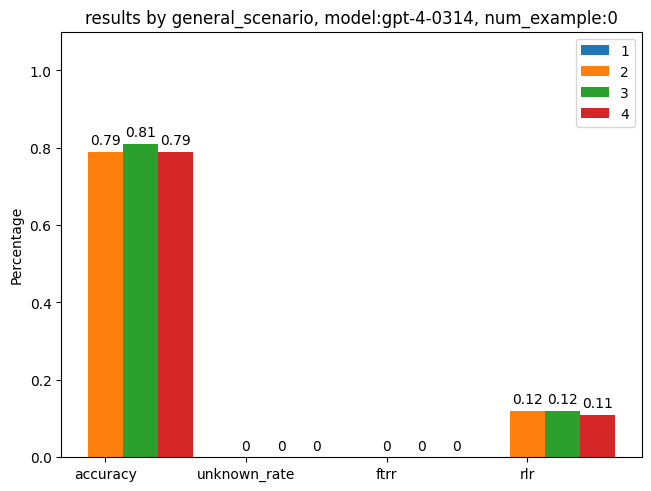 results by general_scenario, model:gpt-4-0314, num_example:0
1
2
3
4
Percentage
1.0
0.8
0.6
0.4
0.2
0.0
0.79 0.81 0.79
0 0 0
0 0 0
0.12 0.12 0.11
accuracy unknown_rate ftrr rlr